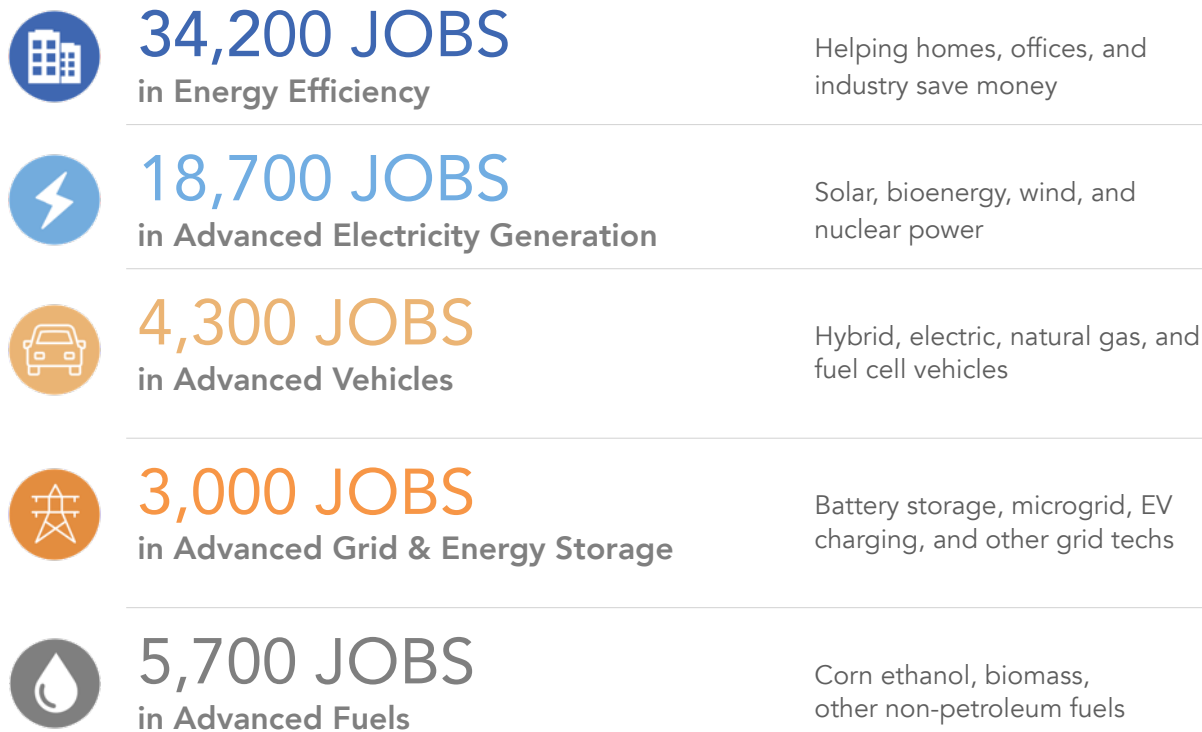 34,200 JOBS
in Energy Efficiency
Helping homes, offices, and
industry save money
18,700 JOBS
in Advanced Electricity Generation
Solar, bioenergy, wind, and
nuclear power
4,300 JOBS
in Advanced Vehicles
Hybrid, electric, natural gas, and
fuel cell vehicles
3,000 JOBS
in Advanced Grid & Energy Storage
Battery storage, microgrid, EV
charging, and other grid techs
5,700 JOBS
in Advanced Fuels
Corn ethanol, biomass,
other non-petroleum fuels